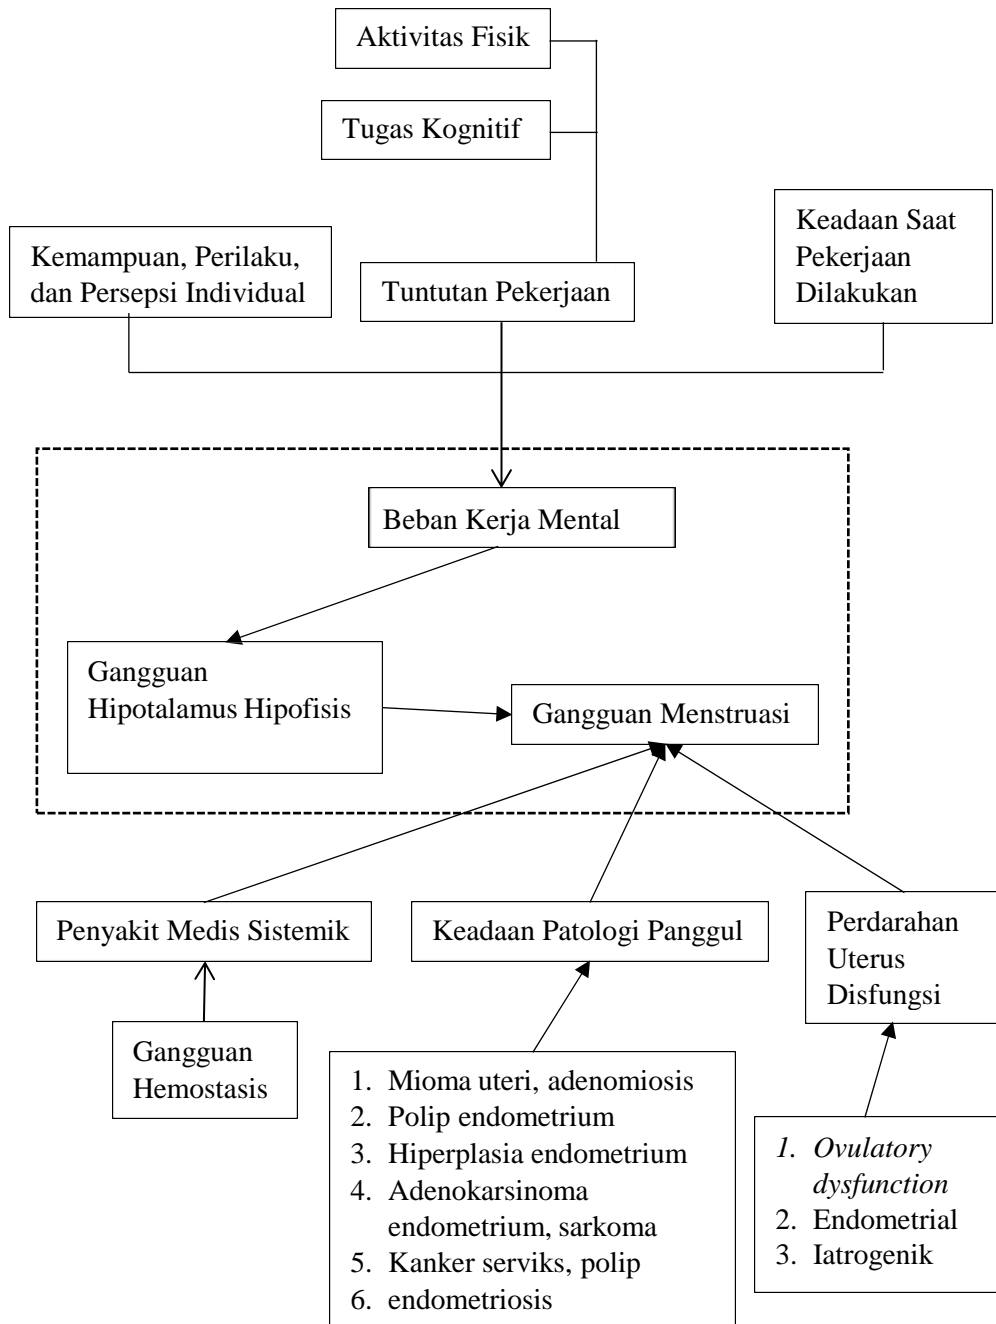 Aktivitas Fisik
Tugas Kognitif
Kemampuan, Perilaku,
dan Persepsi Individual
Tuntutan Pekerjaan
Keadaan Saat
Pekerjaan
Dilakukan
Beban Kerja Mental
Gangguan
Hipotalamus Hipofisis
Gangguan Menstruasi
Penyakit Medis Sistemik
Keadaan Patologi Panggul
Perdarahan
Uterus
Disfungsi
Gangguan
Hemostasis
1. Mioma uteri, adenomiosis
2. Polip endometrium
3. Hiperplasia endometrium
4. Adenokarsinoma
endometrium, sarkoma
5. Kanker serviks, polip
6. endometriosis
1. Ovulatory
dysfunction
2. Endometrial
3. Iatrogenik